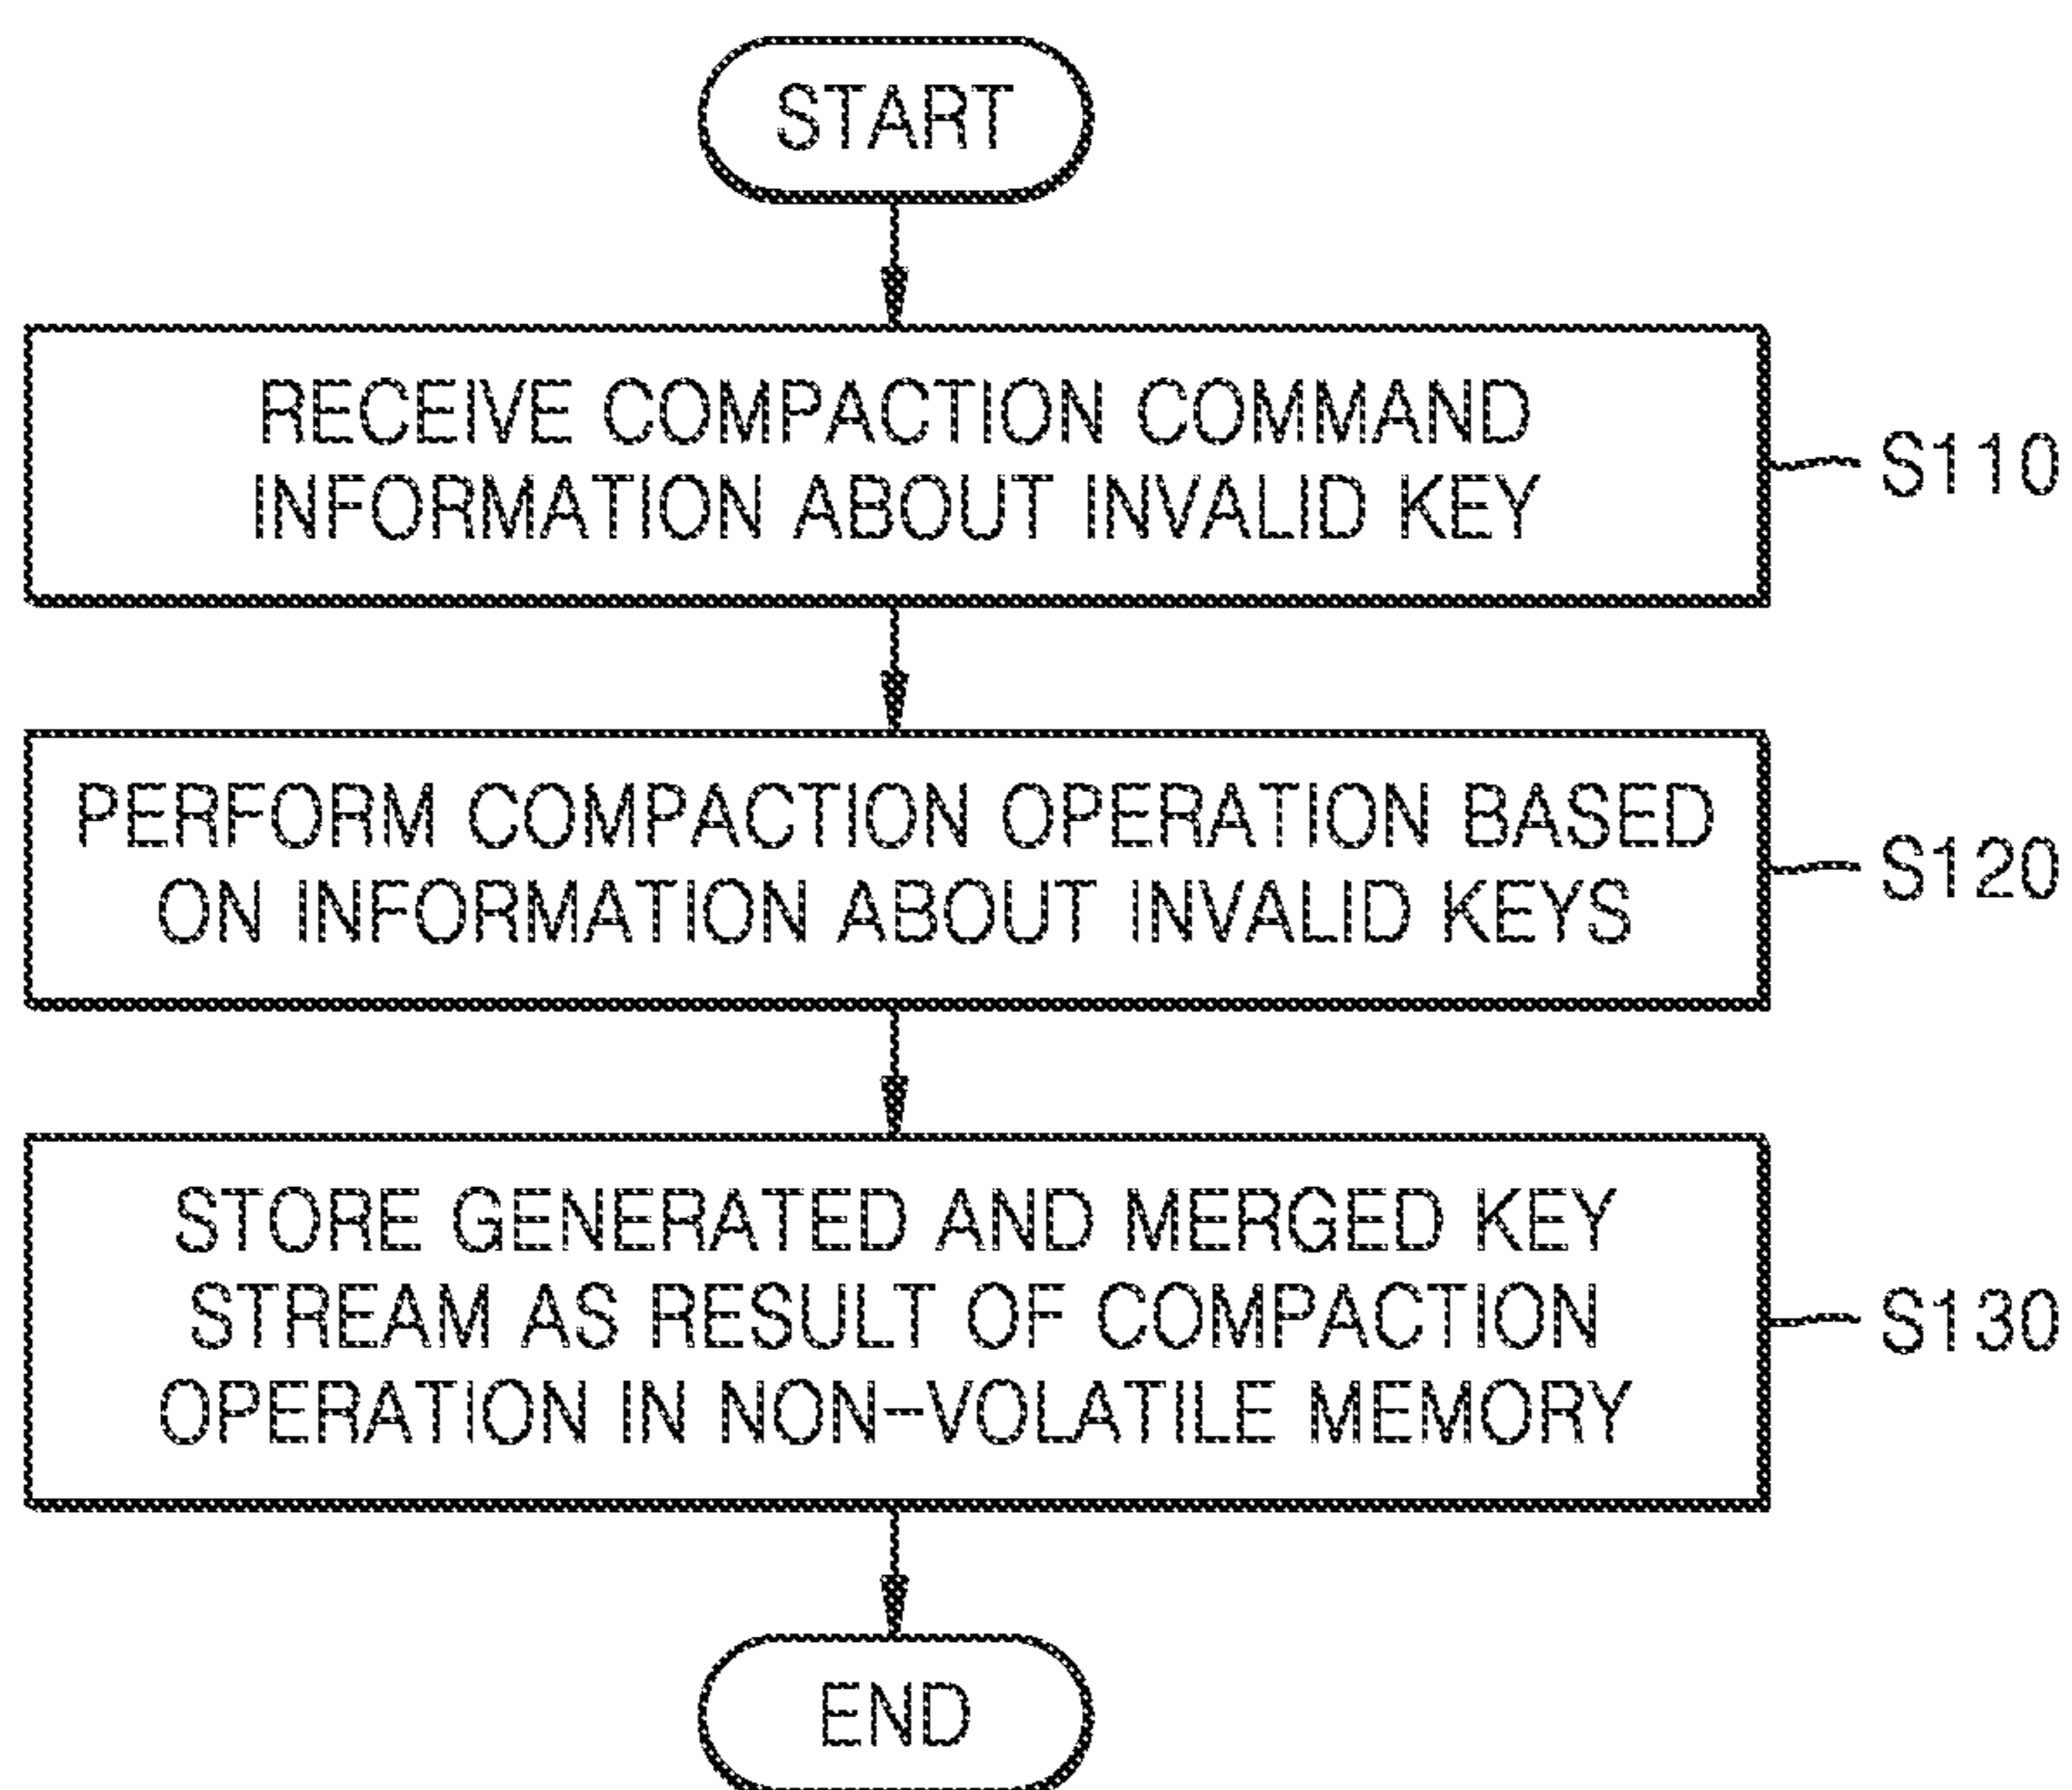 START
RECEIVE COMPACTION COMMAND
INFORMATION ABOUT INVALID KEY
S110
PERFORM COMPACTION OPERATION BASED
ON INFORMATION ABOUT INVALID KEYS
S120
STORE GENERATED AND MERGED KEY
STREAM AS RESULT OF COMPACTION
OPERATION IN NON-VOLATILE MEMORY
S130
END